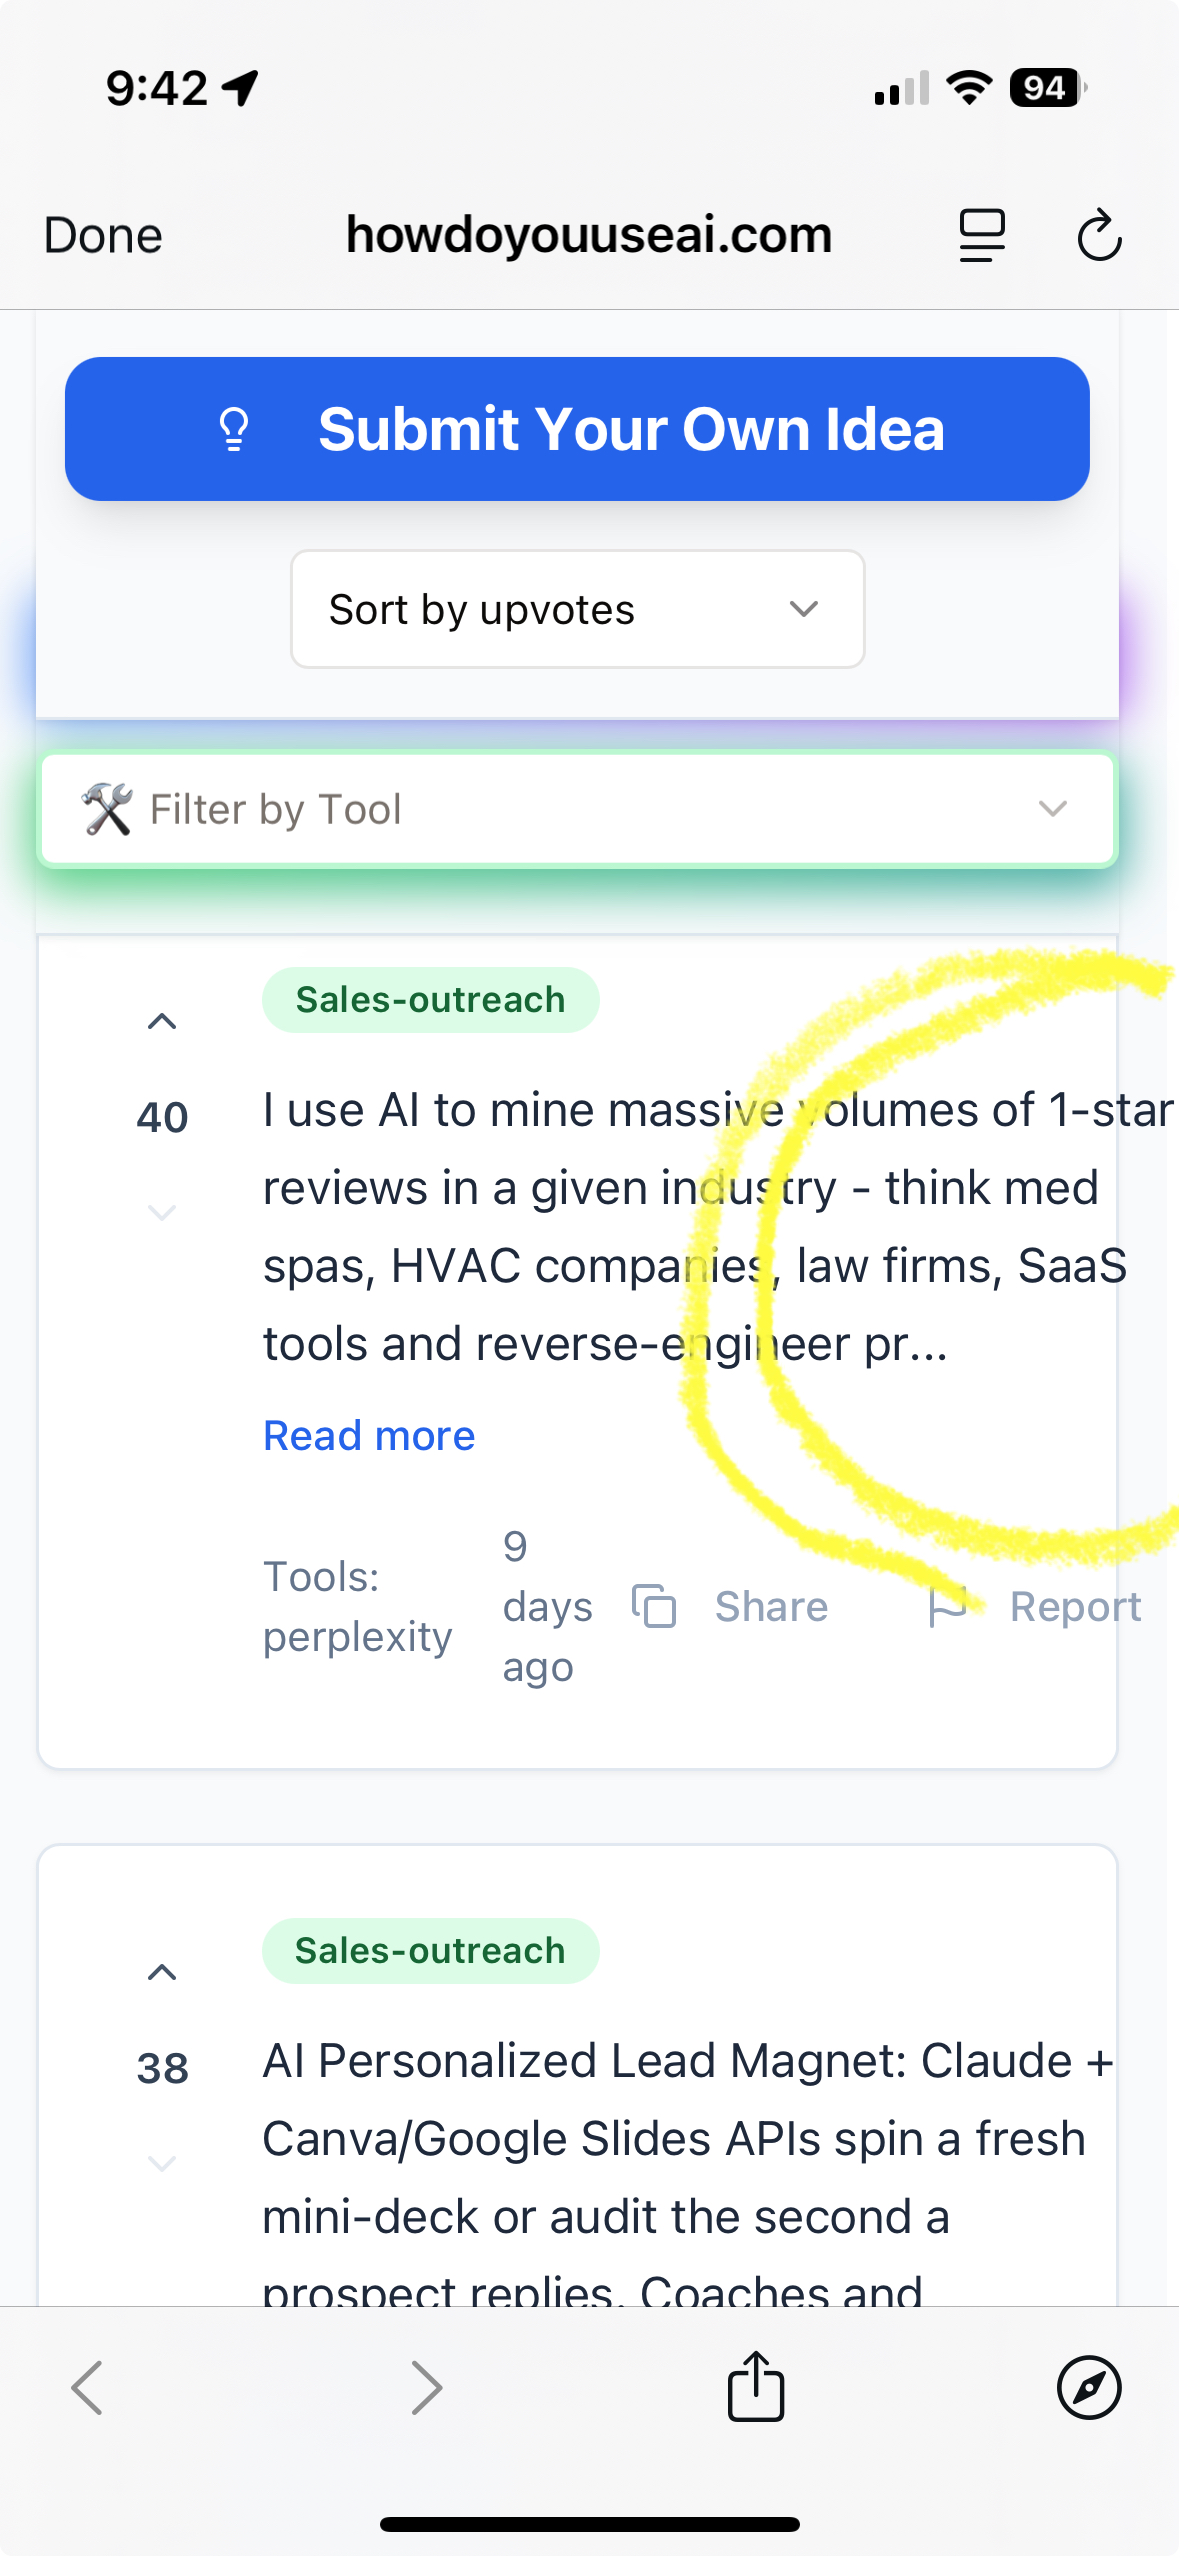 9:42
94
Done
howdoyouuseai.com
Submit Your Own Idea
Sort by upvotes
Filter by Tool
Sales-outreach
40
I use AI to mine massive volumes of 1-star
reviews in a given industry - think med
spas, HVAC companies, law firms, SaaS
tools and reverse-engineer pr...
Read more
Tools:
perplexity
9
days
ago
Share
Report
Sales-outreach
38
AI Personalized Lead Magnet: Claude +
Canva/Google Slides APIs spin a fresh
mini-deck or audit the second a
prospect replies. Coaches and